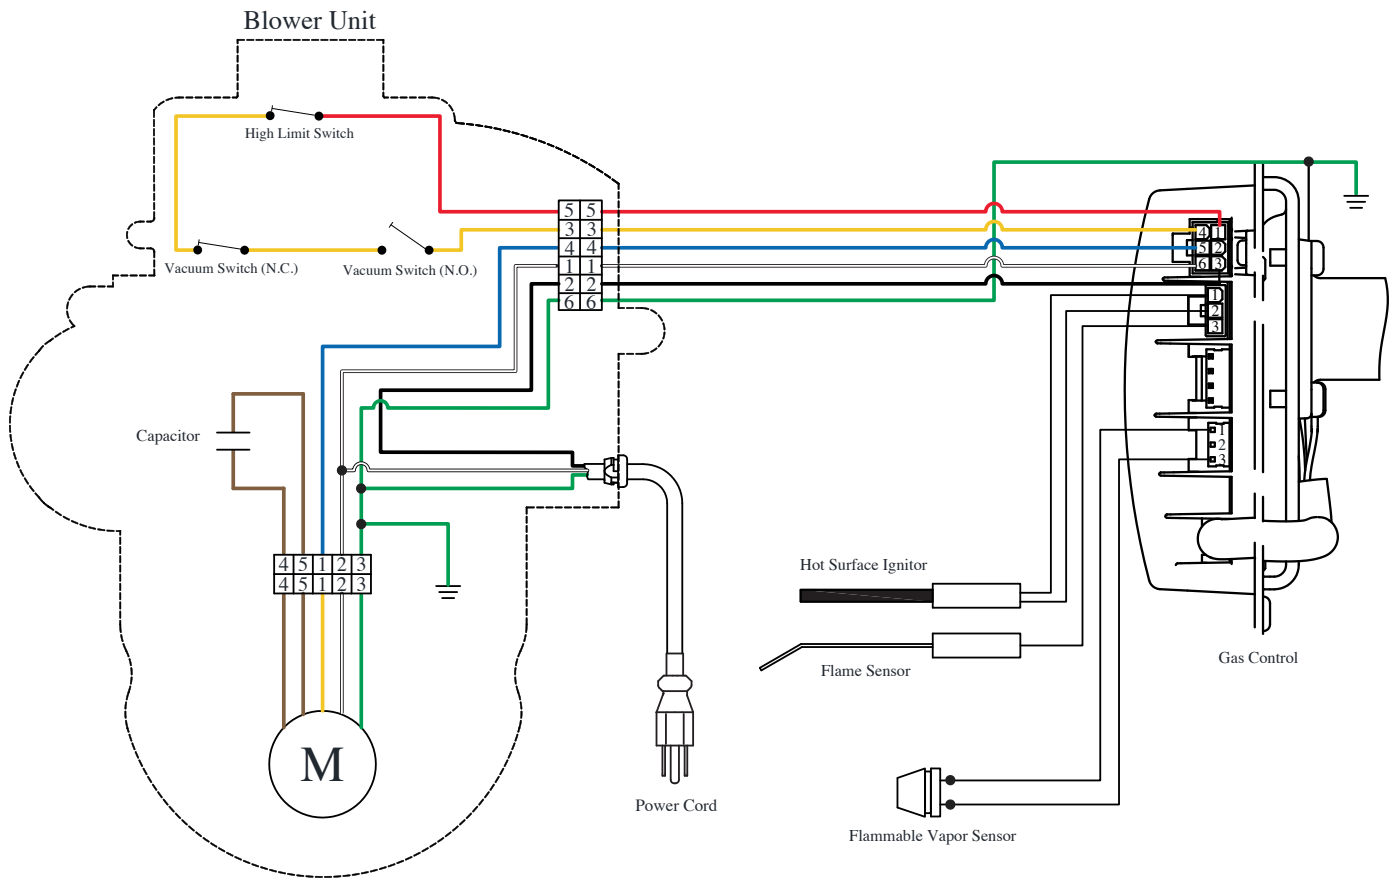 Blower Unit
High Limit Switch
Vacuum Switch (N.C.)
Vacuum Switch (N.O.)
5 5
3 3
4 4
1 1
2 2
6 6
4 1
5 2
6 3
1
2
3
1
2
3
Capacitor
4 5 1 2 3
4 5 1 2 3
M
Power Cord
Hot Surface Ignitor
Flame Sensor
Gas Control
Flammable Vapor Sensor